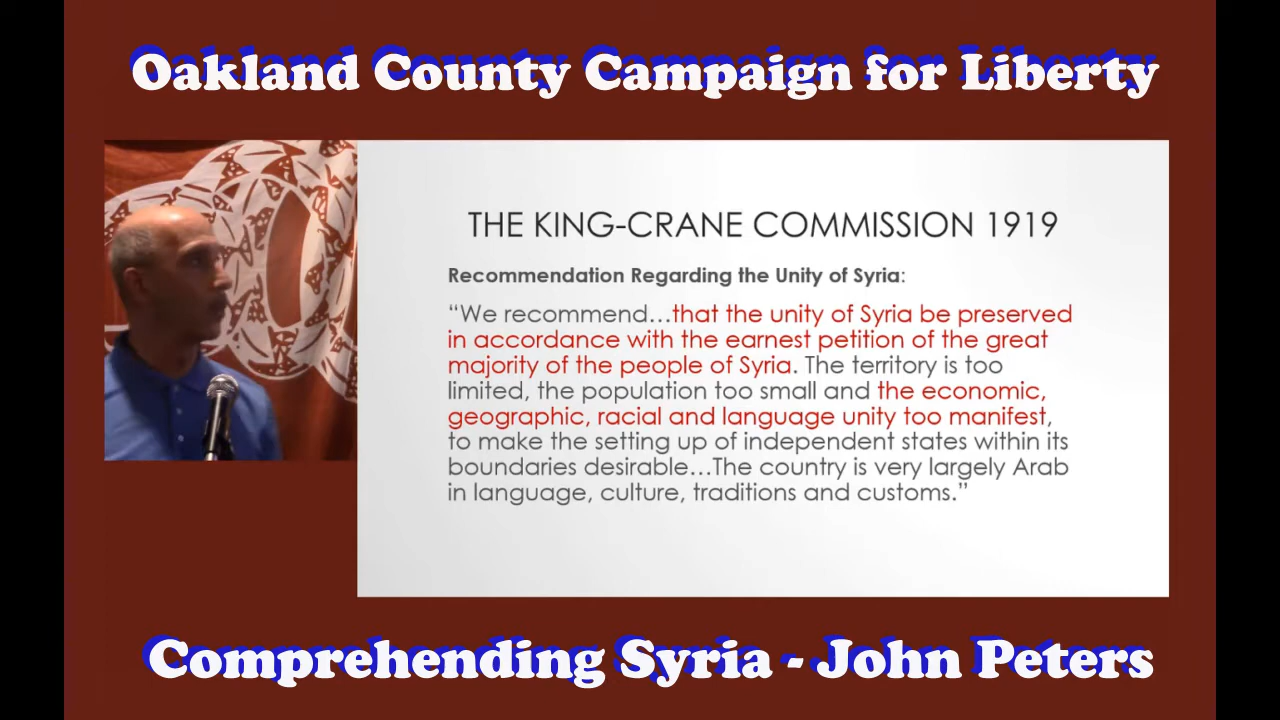 Oakland County Campaign for Liberty
THE KING-CRANE COMMISSION 1919
Recommendation Regarding the Unity of Syria:
“We recommend…that the unity of Syria be preserved
in accordance with the earnest petition of the great
majority of the people of Syria. The territory is too
limited, the population too small and the economic,
geographic, racial and language unity too manifest,
to make the setting up of independent states within its
boundaries desirable…The country is very largely Arab
in language, culture, traditions and customs.”
Comprehending Syria - John Peters